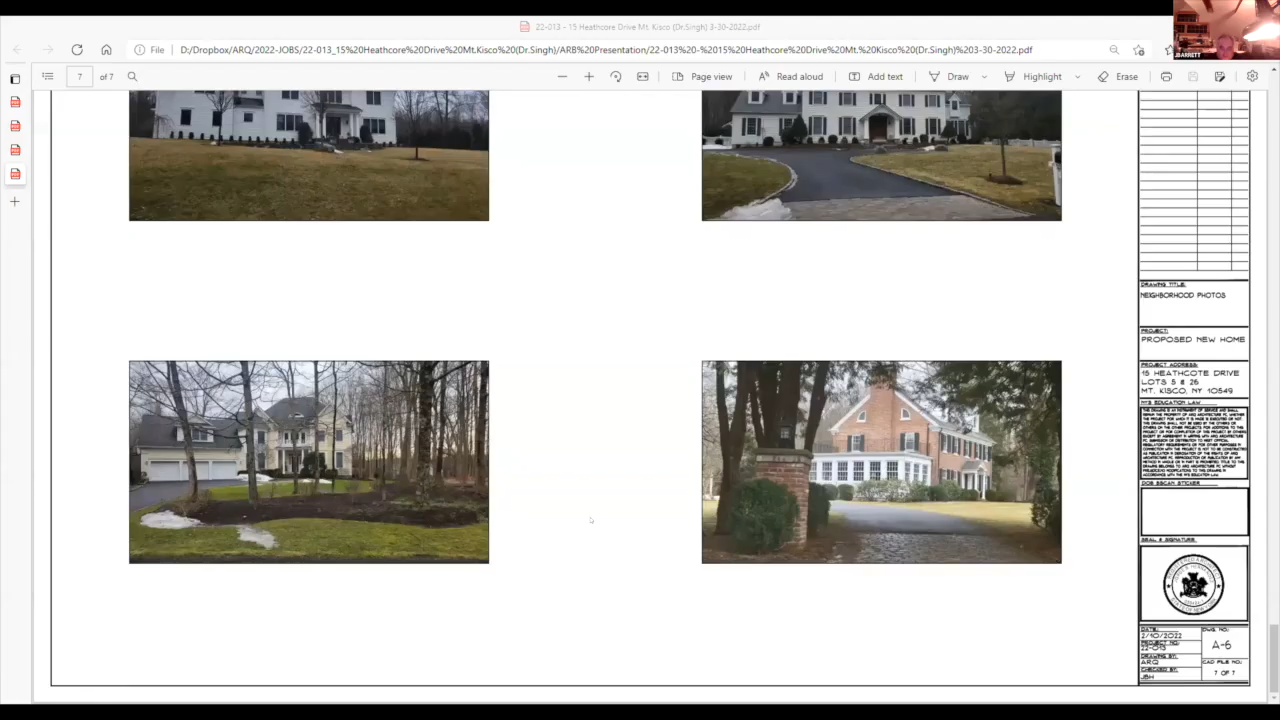 22-013 - 15 Heathcore Drive Mt. Kisco (Dr.Singh) 3-30-2022.pdf
File
D:/Dropbox/ARQ/2022-JOBS/22-013_15%20Heathcore%20Drive%20Mt.Kisco%20(Dr.Singh)/ARB%20Presentation/22-013%20-%2015%20Heathcore%20Drive%20Mt.%20Kisco%20(Dr.Singh)%203-30-2022.pdf
JBARRETT
7 of 7
Page view
Read aloud
Add text
Draw
Highlight
Erase
DRAWING TITLE:
NEIGHBORHOOD PHOTOS
PROJECT:
PROPOSED NEW HOME
PROJECT ADDRESS:
15 HEATHCOTE DRIVE
LOTS 5 & 26
MT. KISCO, NY 10549
NYS EDUCATION LAW
DOB BSCAN STICKER
SEAL & SIGNATURE:
DATE:
2/10/2022
PROJECT NO:
22-013
DRAWING BY:
ARQ
CHECKED BY:
JBH
DWG. NO.:
A-6
CAD FILE NO.:
7 OF 7